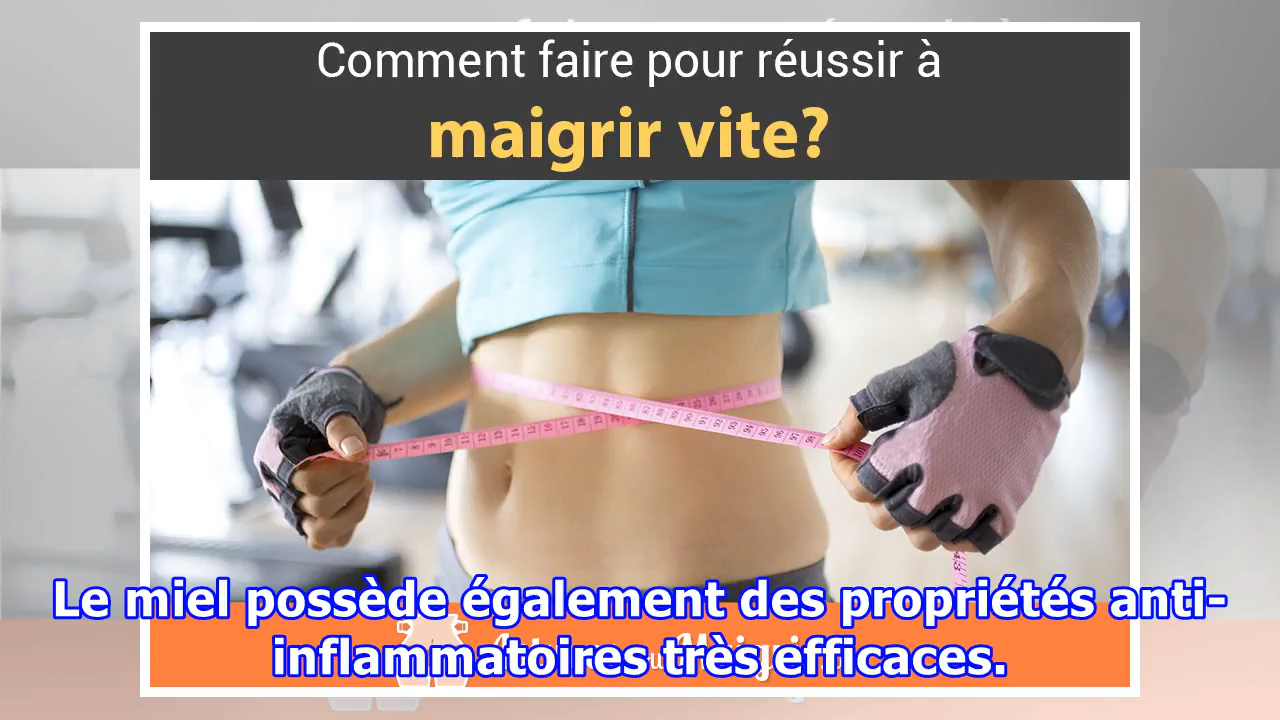 Comment faire pour réussir à
maigrir vite?
Le miel possède également des propriétés anti-
inflammatoires très efficaces.